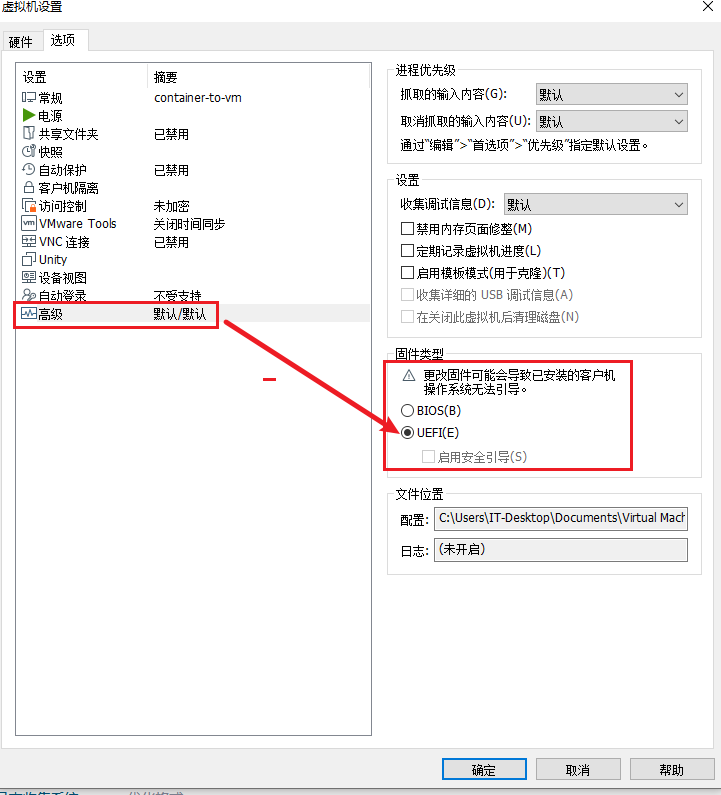 虚拟机设置
硬件 选项
设置 摘要
常规 container-to-vm
电源
共享文件夹 已禁用
快照
自动保护 已禁用
客户机隔离
访问控制 未加密
VMware Tools 关闭时间同步
VNC 连接 已禁用
Unity
设备视图
自动登录 不受支持
高级 默认/默认
进程优先级
抓取的输入内容(G): 默认
取消抓取的输入内容(U): 默认
通过“编辑”>“首选项”>“优先级”指定默认设置。
设置
收集调试信息(D): 默认
禁用内存页面修整(M)
定期记录虚拟机进度(L)
启用模板模式(用于克隆)(T)
收集详细的 USB 调试信息(A)
在关闭此虚拟机后清理磁盘(N)
固件类型
更改固件可能会导致已安装的客户机
操作系统无法引导。
BIOS(B)
UEFI(E)
启用安全引导(S)
文件位置
配置: C:\Users\IT-Desktop\Documents\Virtual Mach
日志: (未开启)
确定 取消 帮助